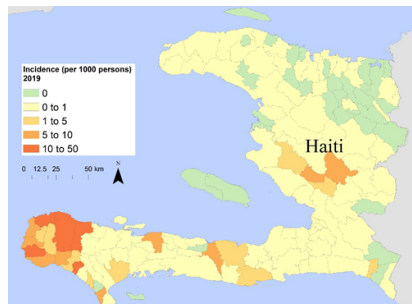 Incidence (per 1000 persons)
2019
0
0 to 1
1 to 5
5 to 10
10 to 50
0 12.5 25 50 km
N
Haiti